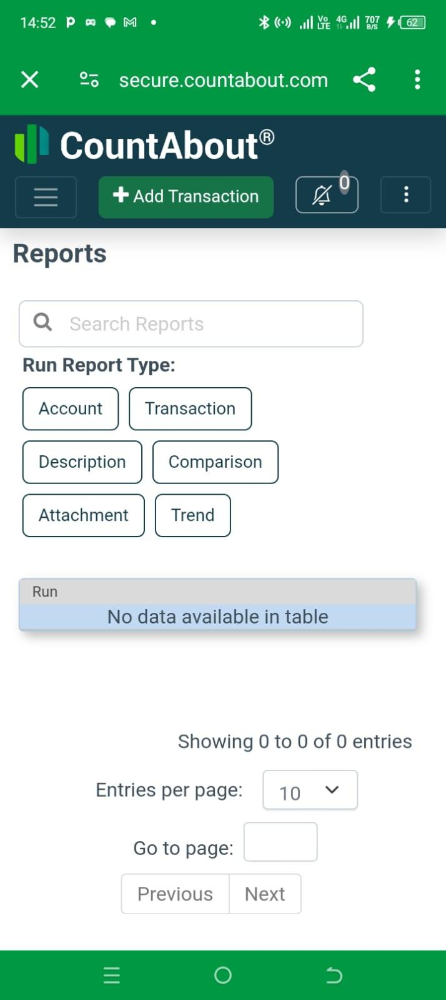 14:52
Vo LTE 4G 707 B/S 62
secure.countabout.com
CountAbout®
+ Add Transaction
0
Reports
Search Reports
Run Report Type:
Account Transaction
Description Comparison
Attachment Trend
Run
No data available in table
Showing 0 to 0 of 0 entries
Entries per page: 10
Go to page:
Previous Next